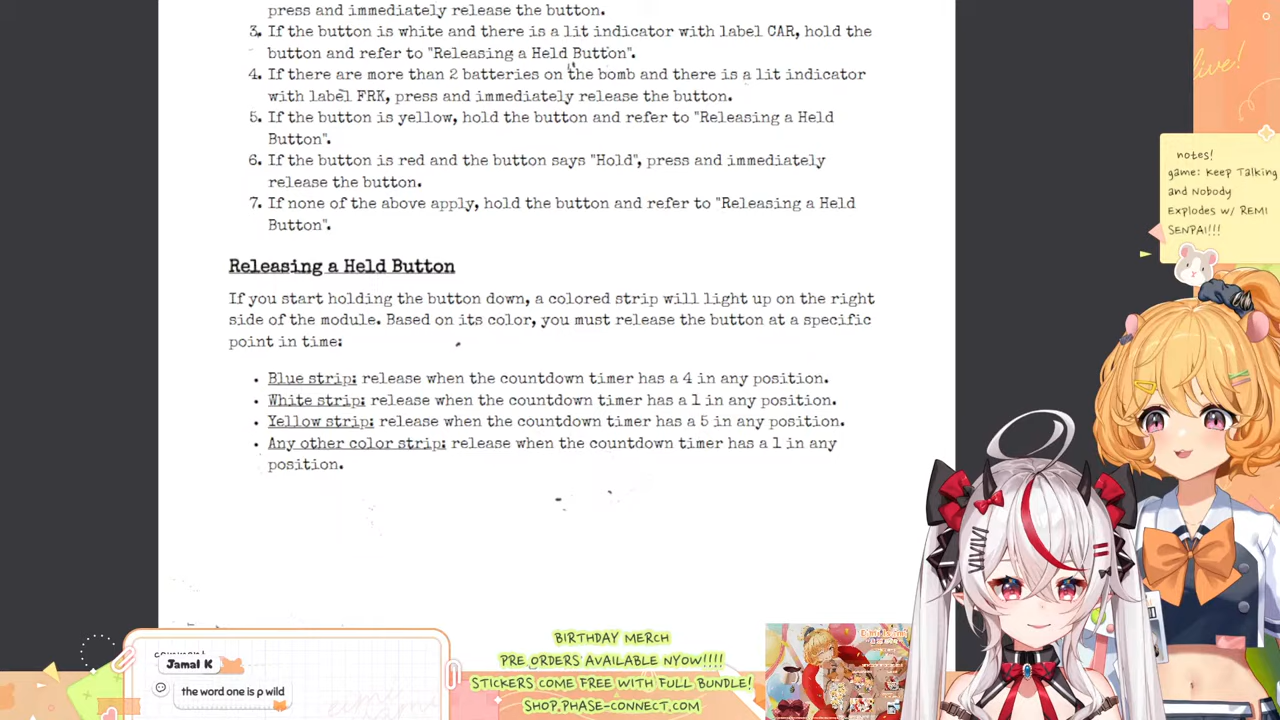 press and immediately release the button.
3. If the button is white and there is a lit indicator with label CAR, hold the
button and refer to "Releasing a Held Button".
4. If there are more than 2 batteries on the bomb and there is a lit indicator
with label FRK, press and immediately release the button.
5. If the button is yellow, hold the button and refer to "Releasing a Held
Button".
6. If the button is red and the button says "Hold", press and immediately
release the button.
7. If none of the above apply, hold the button and refer to "Releasing a Held
Button".
Releasing a Held Button
If you start holding the button down, a colored strip will light up on the right
side of the module. Based on its color, you must release the button at a specific
point in time:
• Blue strip: release when the countdown timer has a 4 in any position.
• White strip: release when the countdown timer has a 1 in any position.
• Yellow strip: release when the countdown timer has a 5 in any position.
• Any other color strip: release when the countdown timer has a 1 in any
position.
live!
notes!
game: Keep Talking
and Nobody
Explodes w/ REMI
SENPAI!!!
Jamal K
the word one is p wild
BIRTHDAY MERCH
PRE ORDERS AVAILABLE NYOW!!!!
STICKERS COME FREE WITH FULL BUNDLE!
SHOP.PHASE-CONNECT.COM